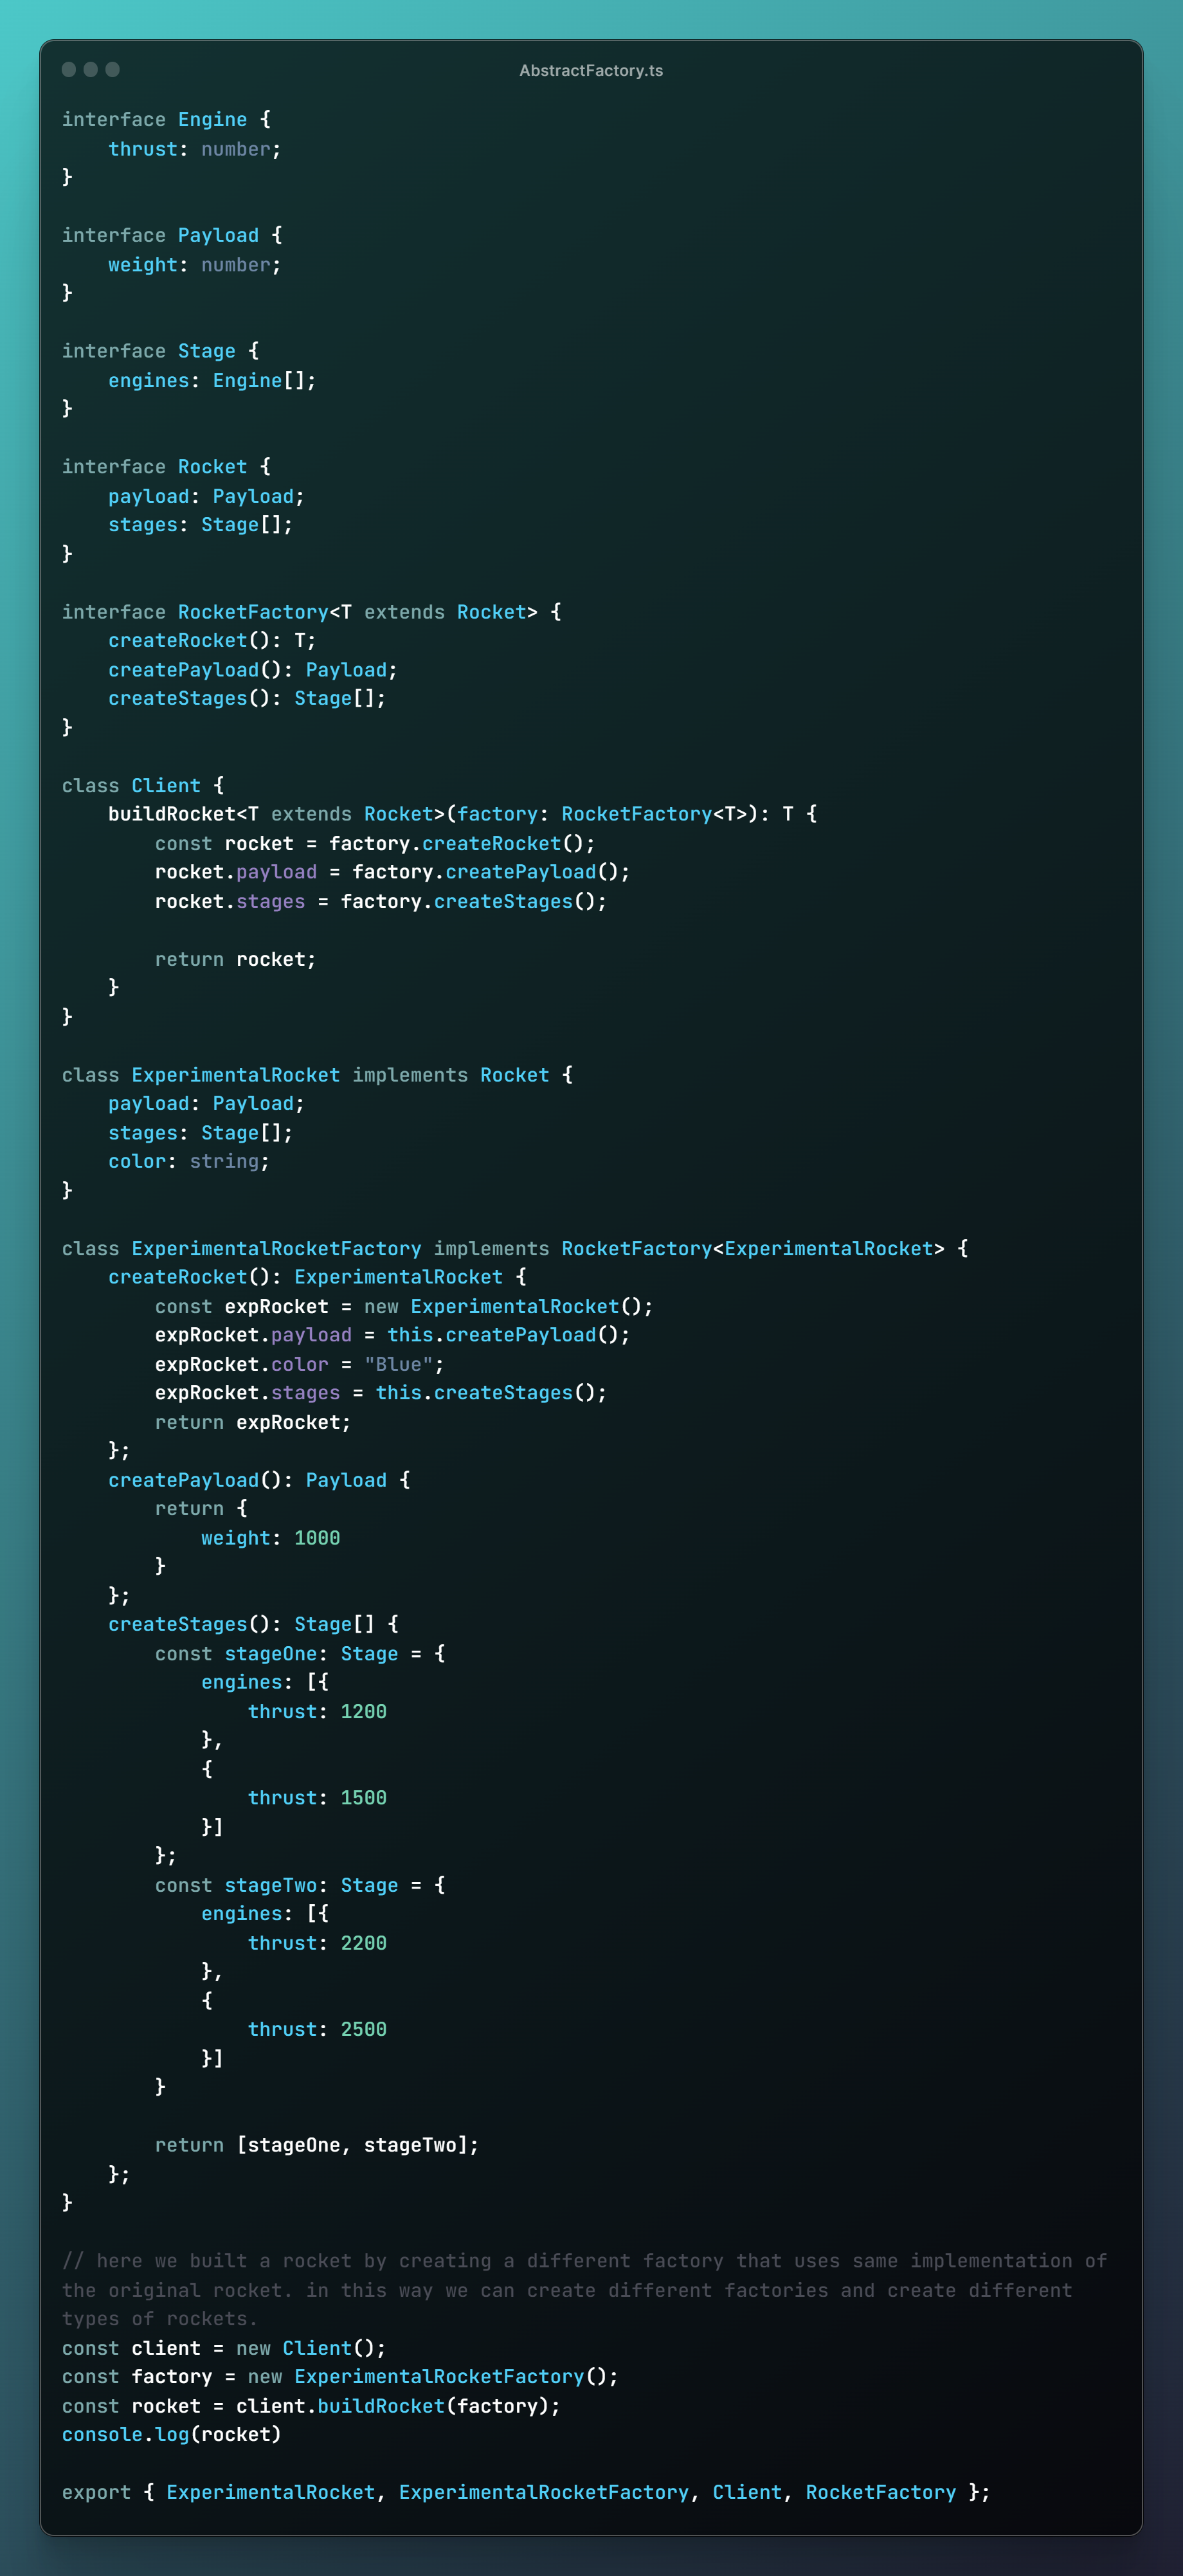 AbstractFactory.ts
interface Engine {
    thrust: number;
}

interface Payload {
    weight: number;
}

interface Stage {
    engines: Engine[];
}

interface Rocket {
    payload: Payload;
    stages: Stage[];
}

interface RocketFactory<T extends Rocket> {
    createRocket(): T;
    createPayload(): Payload;
    createStages(): Stage[];
}

class Client {
    buildRocket<T extends Rocket>(factory: RocketFactory<T>): T {
        const rocket = factory.createRocket();
        rocket.payload = factory.createPayload();
        rocket.stages = factory.createStages();

        return rocket;
    }
}

class ExperimentalRocket implements Rocket {
    payload: Payload;
    stages: Stage[];
    color: string;
}

class ExperimentalRocketFactory implements RocketFactory<ExperimentalRocket> {
    createRocket(): ExperimentalRocket {
        const expRocket = new ExperimentalRocket();
        expRocket.payload = this.createPayload();
        expRocket.color = "Blue";
        expRocket.stages = this.createStages();
        return expRocket;
    };
    createPayload(): Payload {
        return {
            weight: 1000
        }
    };
    createStages(): Stage[] {
        const stageOne: Stage = {
            engines: [{
                thrust: 1200
            },
            {
                thrust: 1500
            }]
        };
        const stageTwo: Stage = {
            engines: [{
                thrust: 2200
            },
            {
                thrust: 2500
            }]
        }

        return [stageOne, stageTwo];
    };
}

// here we built a rocket by creating a different factory that uses same implementation of
the original rocket. in this way we can create different factories and create different
types of rockets.
const client = new Client();
const factory = new ExperimentalRocketFactory();
const rocket = client.buildRocket(factory);
console.log(rocket)

export { ExperimentalRocket, ExperimentalRocketFactory, Client, RocketFactory };